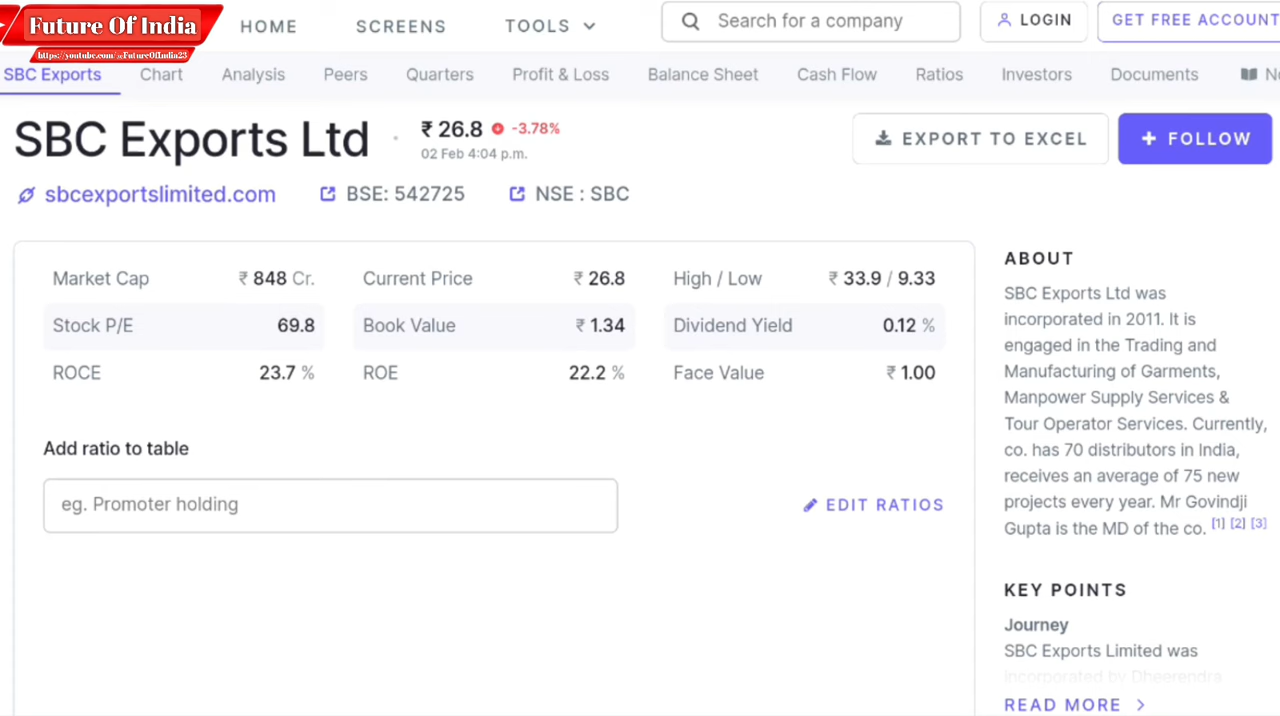 Future Of India
https://youtube.com/@FutureOfIndia23
HOME
SCREENS
TOOLS
Search for a company
LOGIN
GET FREE ACCOUNT
SBC Exports
Chart
Analysis
Peers
Quarters
Profit & Loss
Balance Sheet
Cash Flow
Ratios
Investors
Documents
SBC Exports Ltd
₹ 26.8 -3.78%
02 Feb 4:04 p.m.
EXPORT TO EXCEL
+ FOLLOW
sbcexportslimited.com
BSE: 542725
NSE : SBC
Market Cap ₹ 848 Cr.
Current Price ₹ 26.8
High / Low ₹ 33.9 / 9.33
Stock P/E 69.8
Book Value ₹ 1.34
Dividend Yield 0.12 %
ROCE 23.7 %
ROE 22.2 %
Face Value ₹ 1.00
Add ratio to table
eg. Promoter holding
EDIT RATIOS
ABOUT
SBC Exports Ltd was
incorporated in 2011. It is
engaged in the Trading and
Manufacturing of Garments,
Manpower Supply Services &
Tour Operator Services. Currently,
co. has 70 distributors in India,
receives an average of 75 new
projects every year. Mr Govindji
Gupta is the MD of the co. [1] [2] [3]
KEY POINTS
Journey
SBC Exports Limited was
incorporated by Dheerendra
READ MORE